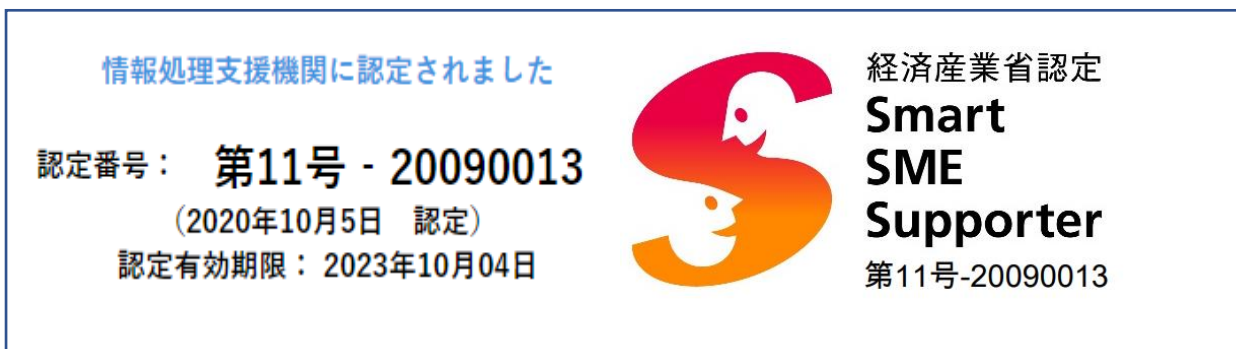 情報処理支援機関に認定されました
認定番号： 第11号 - 20090013
（2020年10月5日　認定）
認定有効期限： 2023年10月04日
経済産業省認定
Smart
SME
Supporter
第11号-20090013